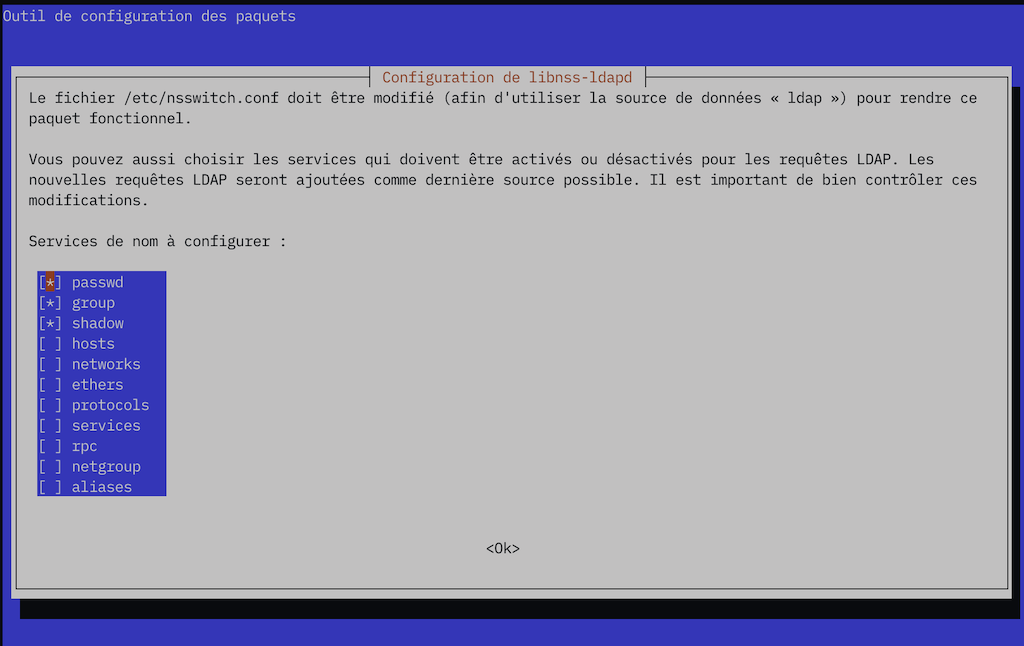 Outil de configuration des paquets
Configuration de libnss-ldapd
Le fichier /etc/nsswitch.conf doit être modifié (afin d'utiliser la source de données « ldap ») pour rendre ce
paquet fonctionnel.
Vous pouvez aussi choisir les services qui doivent être activés ou désactivés pour les requêtes LDAP. Les
nouvelles requêtes LDAP seront ajoutées comme dernière source possible. Il est important de bien contrôler ces
modifications.
Services de nom à configurer :
[*] passwd
[*] group
[*] shadow
[ ] hosts
[ ] networks
[ ] ethers
[ ] protocols
[ ] services
[ ] rpc
[ ] netgroup
[ ] aliases
<Ok>